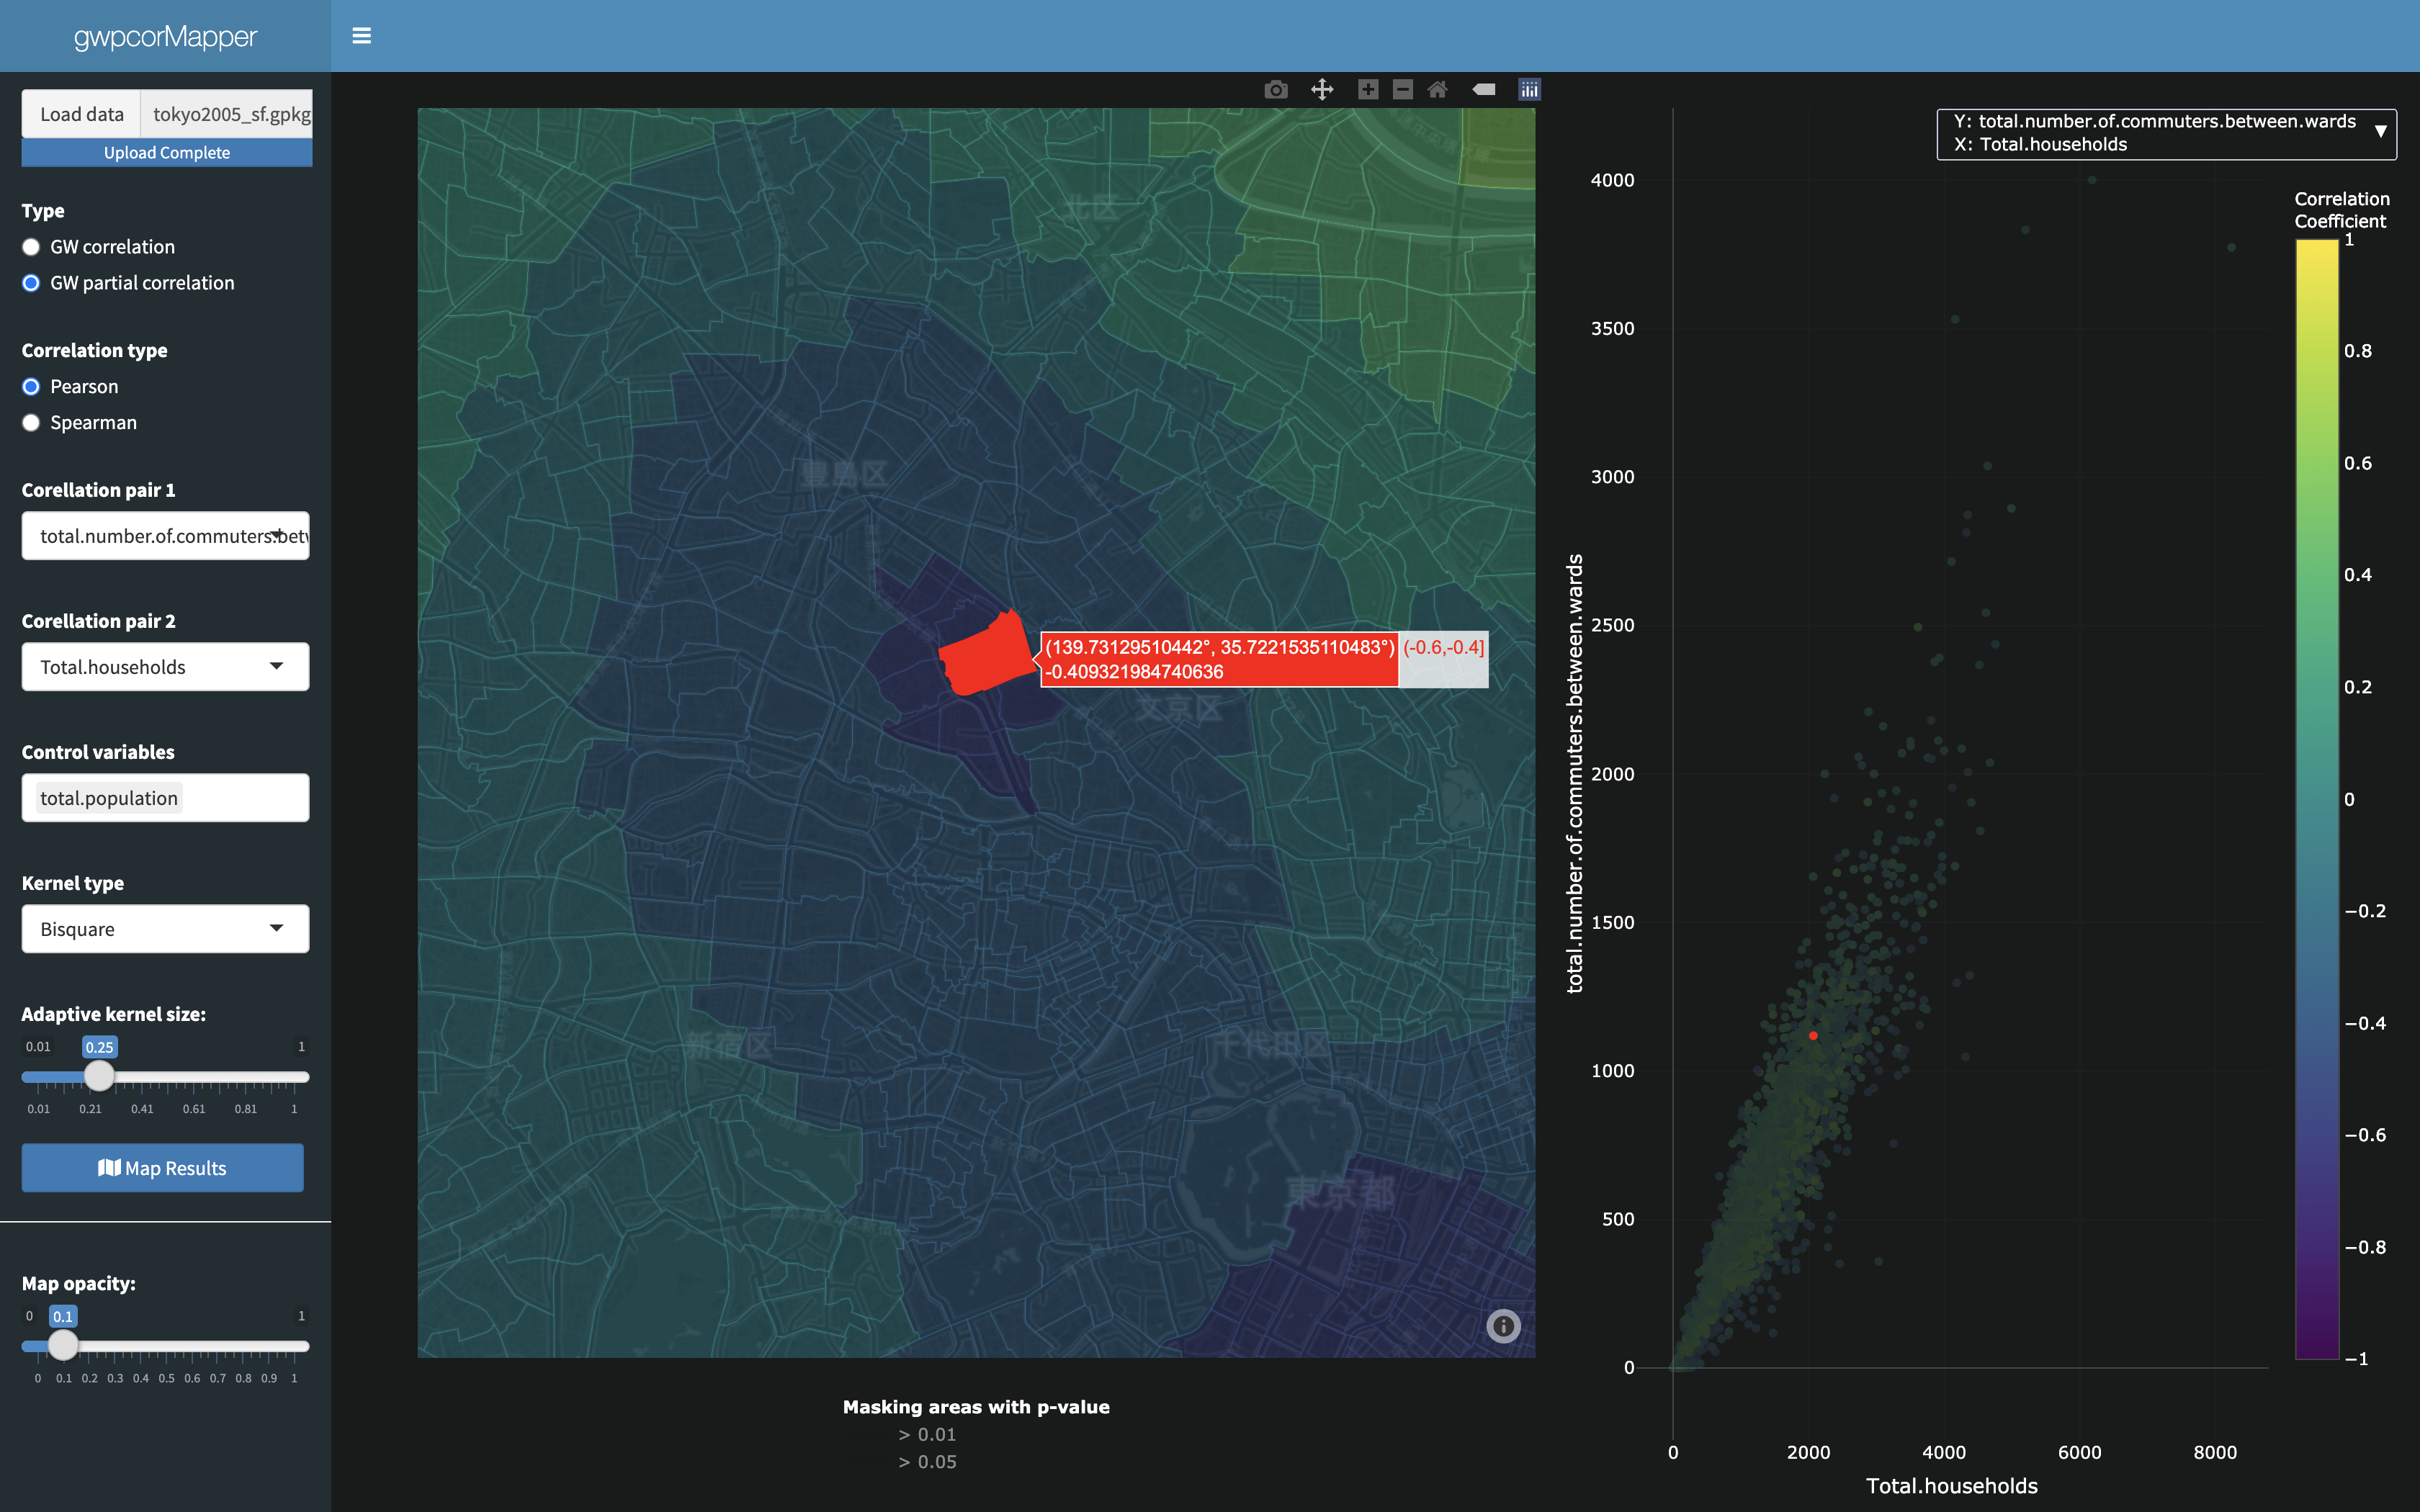 gwpcorMapper
Load data
tokyo2005_sf.gpkg
Upload Complete
Type
GW correlation
GW partial correlation
Correlation type
Pearson
Spearman
Corellation pair 1
total.number.of.commuters.betw
Corellation pair 2
Total.households
Control variables
total.population
Kernel type
Bisquare
Adaptive kernel size:
0.01 0.25 1
0.01 0.21 0.41 0.61 0.81 1
Map Results
Map opacity:
0 0.1 1
0 0.1 0.2 0.3 0.4 0.5 0.6 0.7 0.8 0.9 1
北区
豊島区
(139.73129510442°, 35.7221535110483°)
-0.409321984740636
(-0.6,-0.4]
文京区
新宿区
千代田区
東京都
Masking areas with p-value
> 0.01
> 0.05
Y: total.number.of.commuters.between.wards
X: Total.households
total.number.of.commuters.between.wards
4000
3500
3000
2500
2000
1500
1000
500
0
0 2000 4000 6000 8000
Total.households
Correlation
Coefficient
1
0.8
0.6
0.4
0.2
0
−0.2
−0.4
−0.6
−0.8
−1